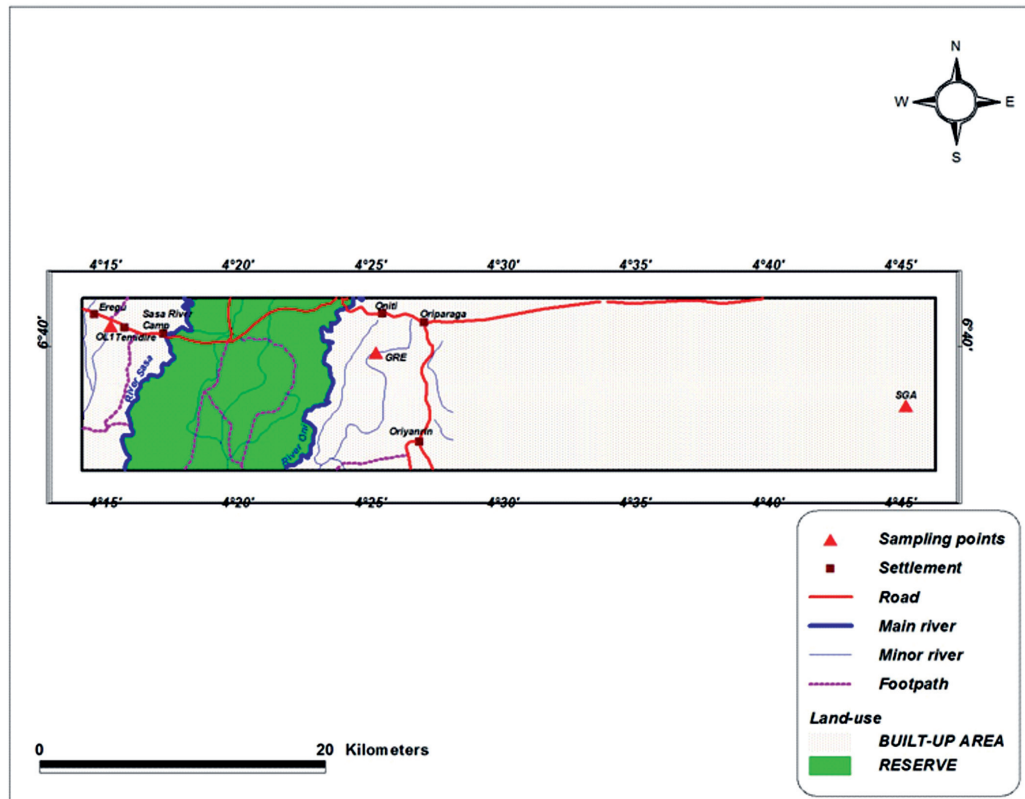 N
W E
S
4°15' 4°20' 4°25' 4°30' 4°35' 4°40' 4°45'
Eregu
Sasa River
Camp
Oniti
Oriparaga
OL1 Temidire
6°40'
6°40'
GRE
River Sasa
SGA
Oriyanrin
River Oni
4°15' 4°20' 4°25' 4°30' 4°35' 4°40' 4°45'
Sampling points
Settlement
Road
Main river
Minor river
Footpath
Land-use
BUILT-UP AREA
RESERVE
0 20 Kilometers